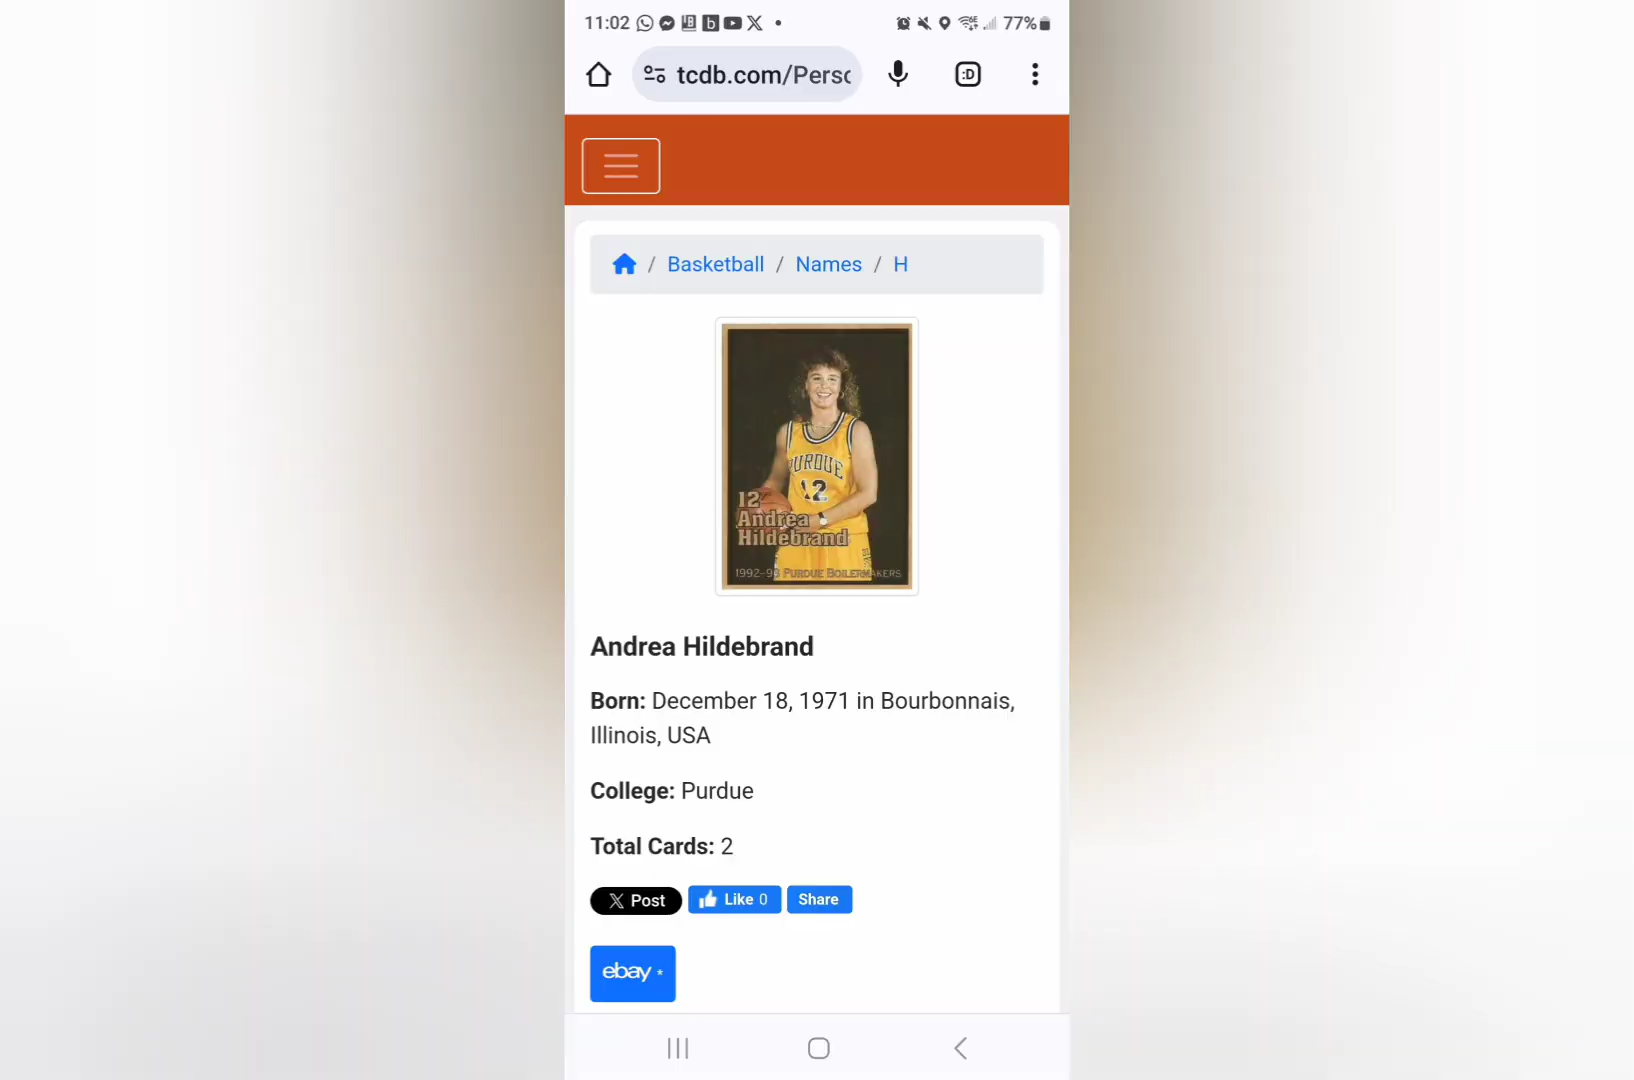 11:02
77%
tcdb.com/Persc
:D
/ Basketball / Names / H
PURDUE
12
12
Andrea
Hildebrand
1992-93 PURDUE BOILERMAKERS
Andrea Hildebrand
Born: December 18, 1971 in Bourbonnais,
Illinois, USA
College: Purdue
Total Cards: 2
X Post
Like 0
Share
ebay *